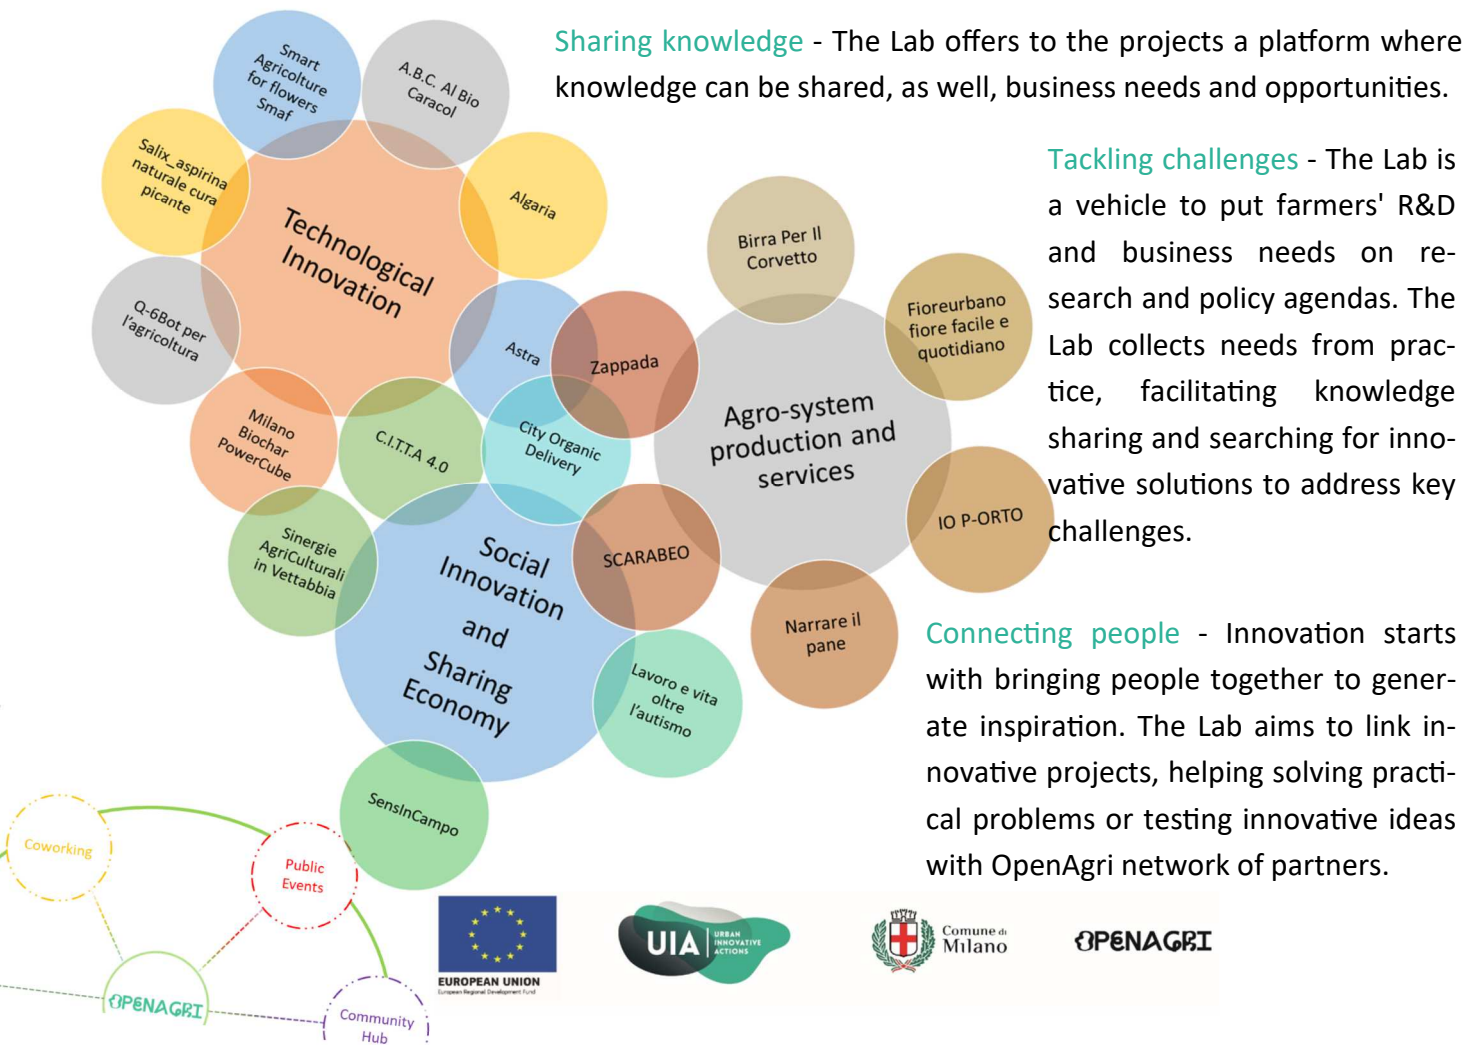 Sharing knowledge - The Lab offers to the projects a platform where
knowledge can be shared, as well, business needs and opportunities.
Tackling challenges - The Lab is
a vehicle to put farmers' R&D
and business needs on re-
search and policy agendas. The
Lab collects needs from prac-
tice, facilitating knowledge
sharing and searching for inno-
vative solutions to address key
challenges.
Connecting people - Innovation starts
with bringing people together to gener-
ate inspiration. The Lab aims to link in-
novative projects, helping solving practi-
cal problems or testing innovative ideas
with OpenAgri network of partners.
Smart
Agricolture
for flowers
Smaf
A.B.C. Al Bio
Caracol
Salix_aspirina
naturale cura
picante
Algaria
Technological
Innovation
Q-6Bot per
l'agricoltura
Astra
Zappada
Milano
Biochar
PowerCube
C.I.T.T.A 4.0
City Organic
Delivery
Birra Per Il
Corvetto
Fioreurbano
fiore facile e
quotidiano
Agro-system
production and
services
IO P-ORTO
Narrare il
pane
SCARABEO
Sinergie
AgriCulturali
in Vettabbia
Social
Innovation
and
Sharing
Economy
Lavoro e vita
oltre
l'autismo
SensInCampo
Coworking
Public
Events
OPENAGRI
Community
Hub
EUROPEAN UNION
European Regional Development Fund
UIA
URBAN
INNOVATIVE
ACTIONS
Comune di
Milano
OPENAGRI